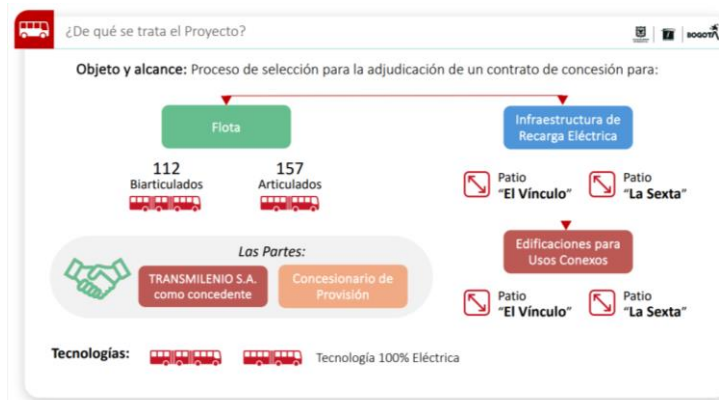 ¿De qué se trata el Proyecto?
BOGOTÁ
Objeto y alcance: Proceso de selección para la adjudicación de un contrato de concesión para:
Flota
112
Biarticulados
157
Articulados
Infraestructura de
Recarga Eléctrica
Patio
"El Vínculo"
Patio
"La Sexta"
Edificaciones para
Usos Conexos
Patio
"El Vínculo"
Patio
"La Sexta"
Las Partes:
TRANSMILENIO S.A.
como concedente
Concesionario de
Provisión
Tecnologías:
Tecnología 100% Eléctrica